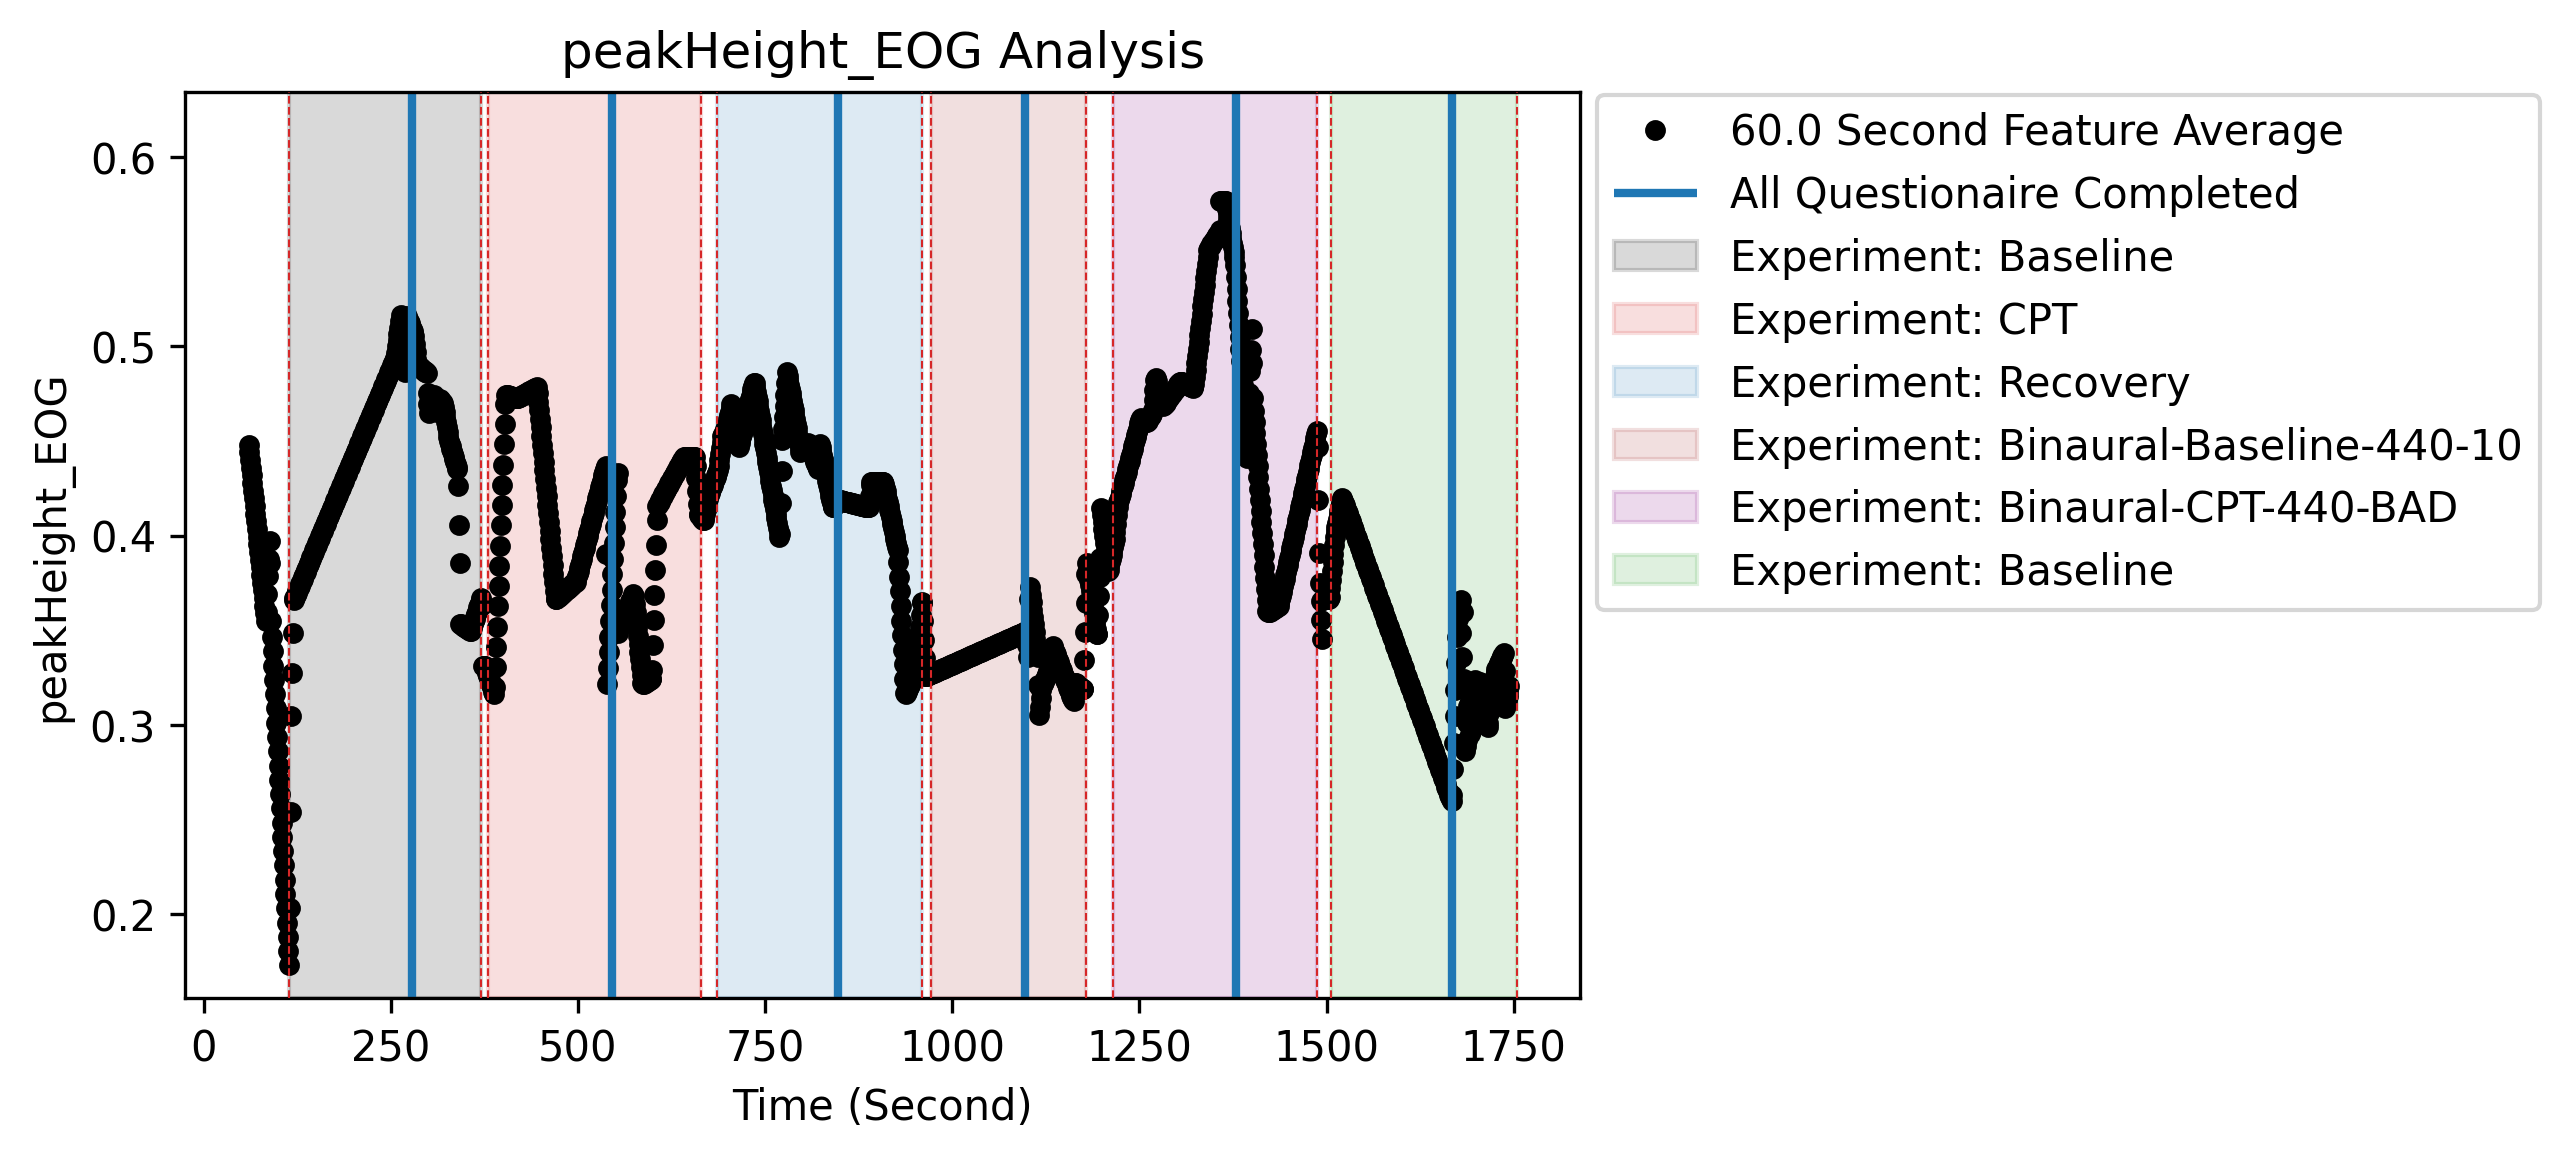 peakHeight_EOG Analysis
peakHeight_EOG
0.6
0.5
0.4
0.3
0.2
0 250 500 750 1000 1250 1500 1750
Time (Second)
60.0 Second Feature Average
All Questionaire Completed
Experiment: Baseline
Experiment: CPT
Experiment: Recovery
Experiment: Binaural-Baseline-440-10
Experiment: Binaural-CPT-440-BAD
Experiment: Baseline